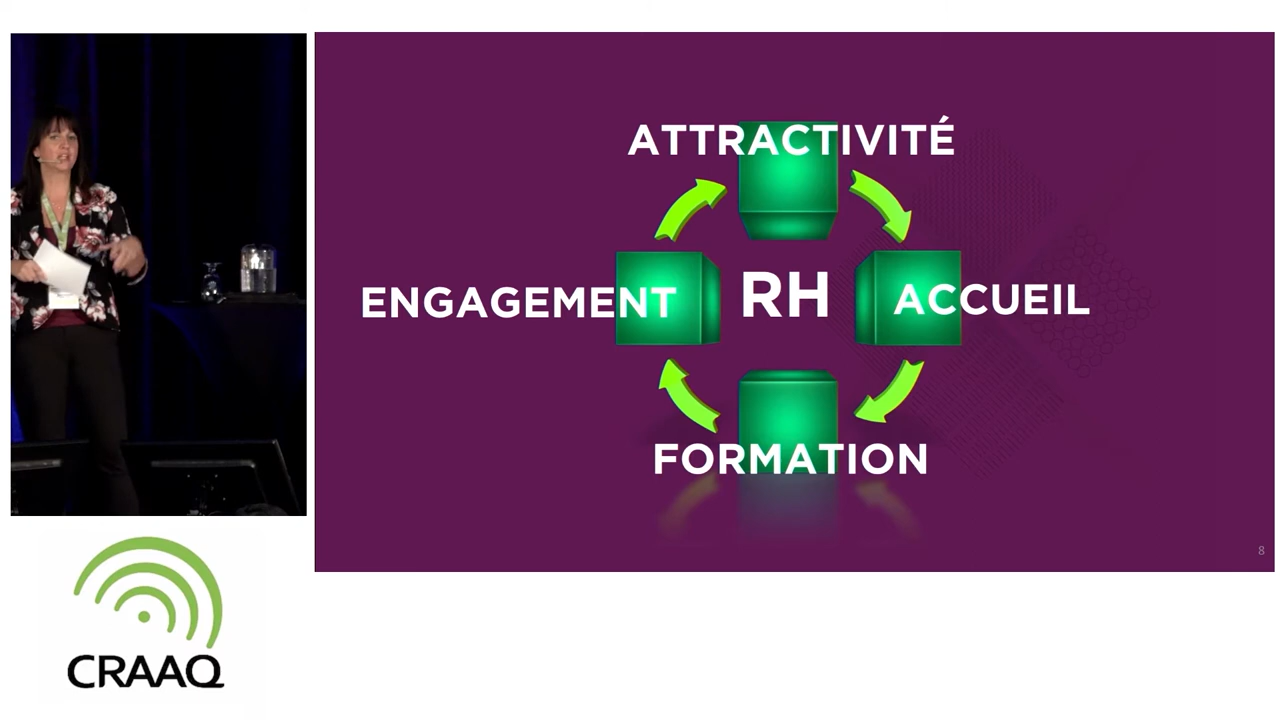 ATTRACTIVITÉ
ENGAGEMENT
RH
ACCUEIL
FORMATION
8
CRAAQ